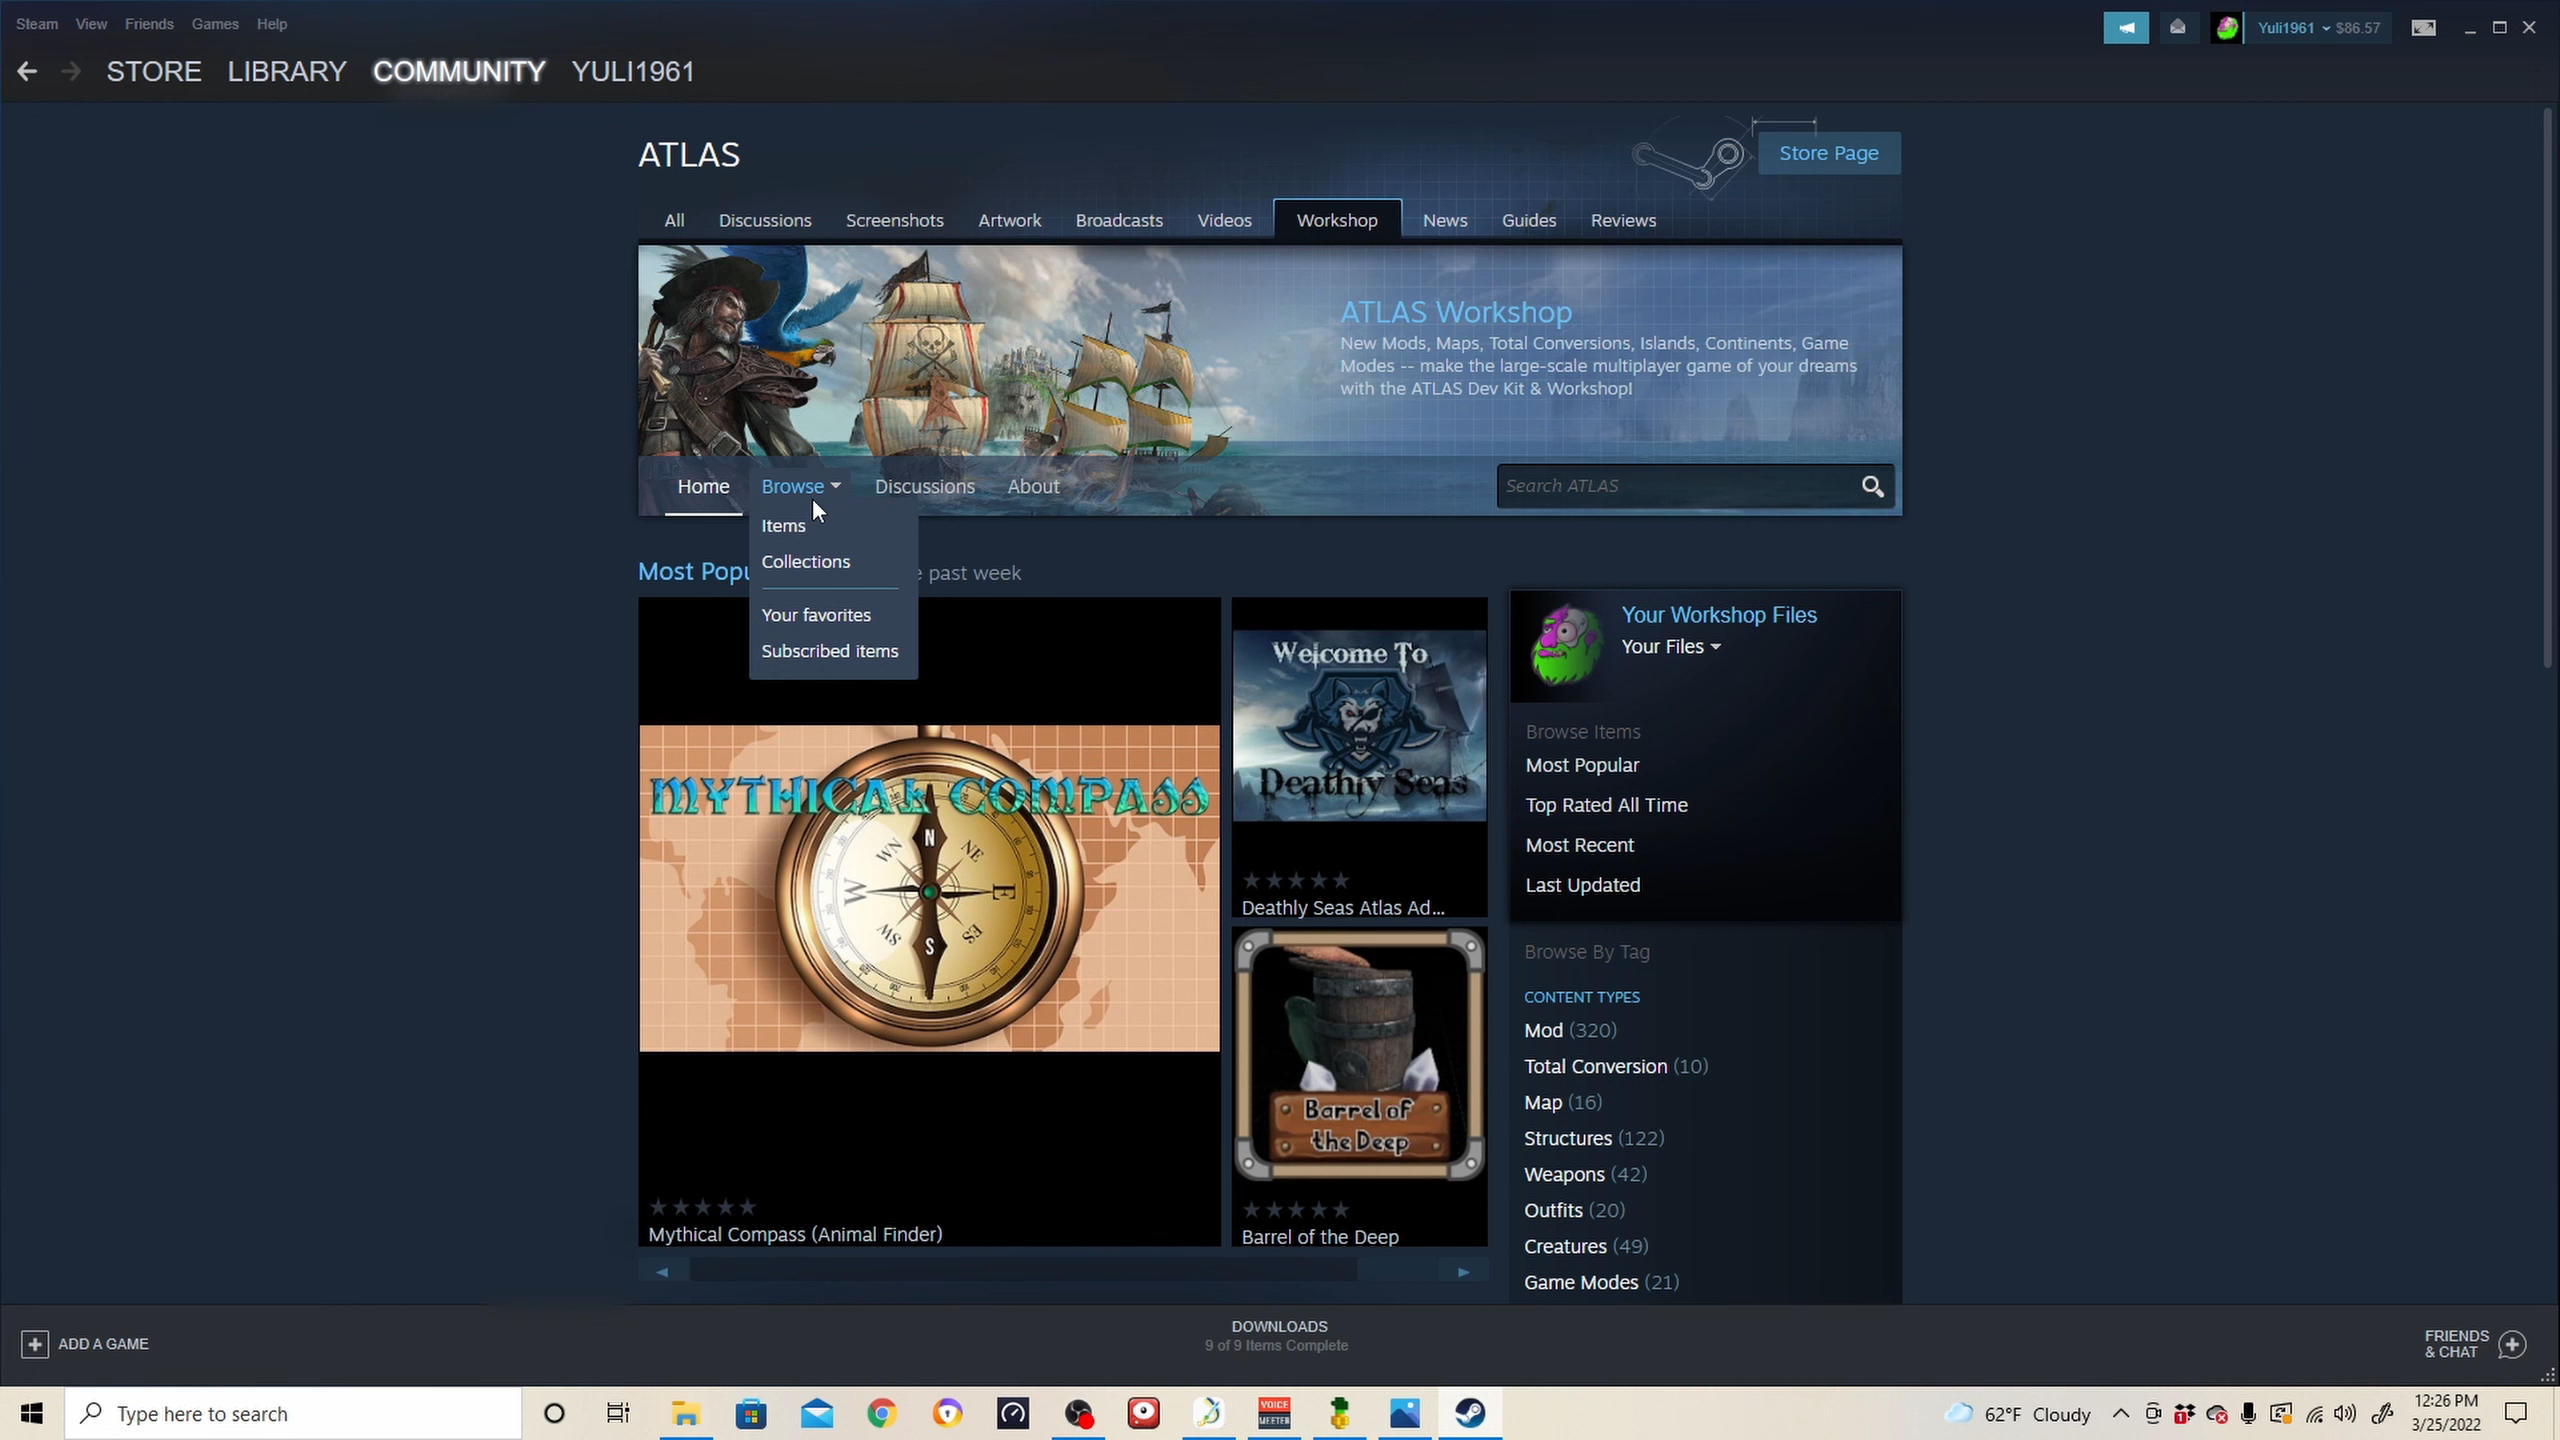 Steam View Friends Games Help
Yuli1961 $86.57
STORE LIBRARY COMMUNITY YULI1961
ATLAS
Store Page
All Discussions Screenshots Artwork Broadcasts Videos Workshop News Guides Reviews
ATLAS Workshop
New Mods, Maps, Total Conversions, Islands, Continents, Game
Modes -- make the large-scale multiplayer game of your dreams
with the ATLAS Dev Kit & Workshop!
Home Browse Discussions About
Search ATLAS
Items
Collections
Your favorites
Subscribed items
Most Popu
e past week
MYTHICAL COMPASS
N
NE
E
ES
S
SW
W
WN
Mythical Compass (Animal Finder)
Welcome To
Deathly Seas
Deathly Seas Atlas Ad...
Barrel of
the Deep
Barrel of the Deep
Your Workshop Files
Your Files
Browse Items
Most Popular
Top Rated All Time
Most Recent
Last Updated
Browse By Tag
CONTENT TYPES
Mod (320)
Total Conversion (10)
Map (16)
Structures (122)
Weapons (42)
Outfits (20)
Creatures (49)
Game Modes (21)
ADD A GAME
DOWNLOADS
9 of 9 Items Complete
FRIENDS
& CHAT
Type here to search
VOICE
MEETER
62°F Cloudy
12:26 PM
3/25/2022